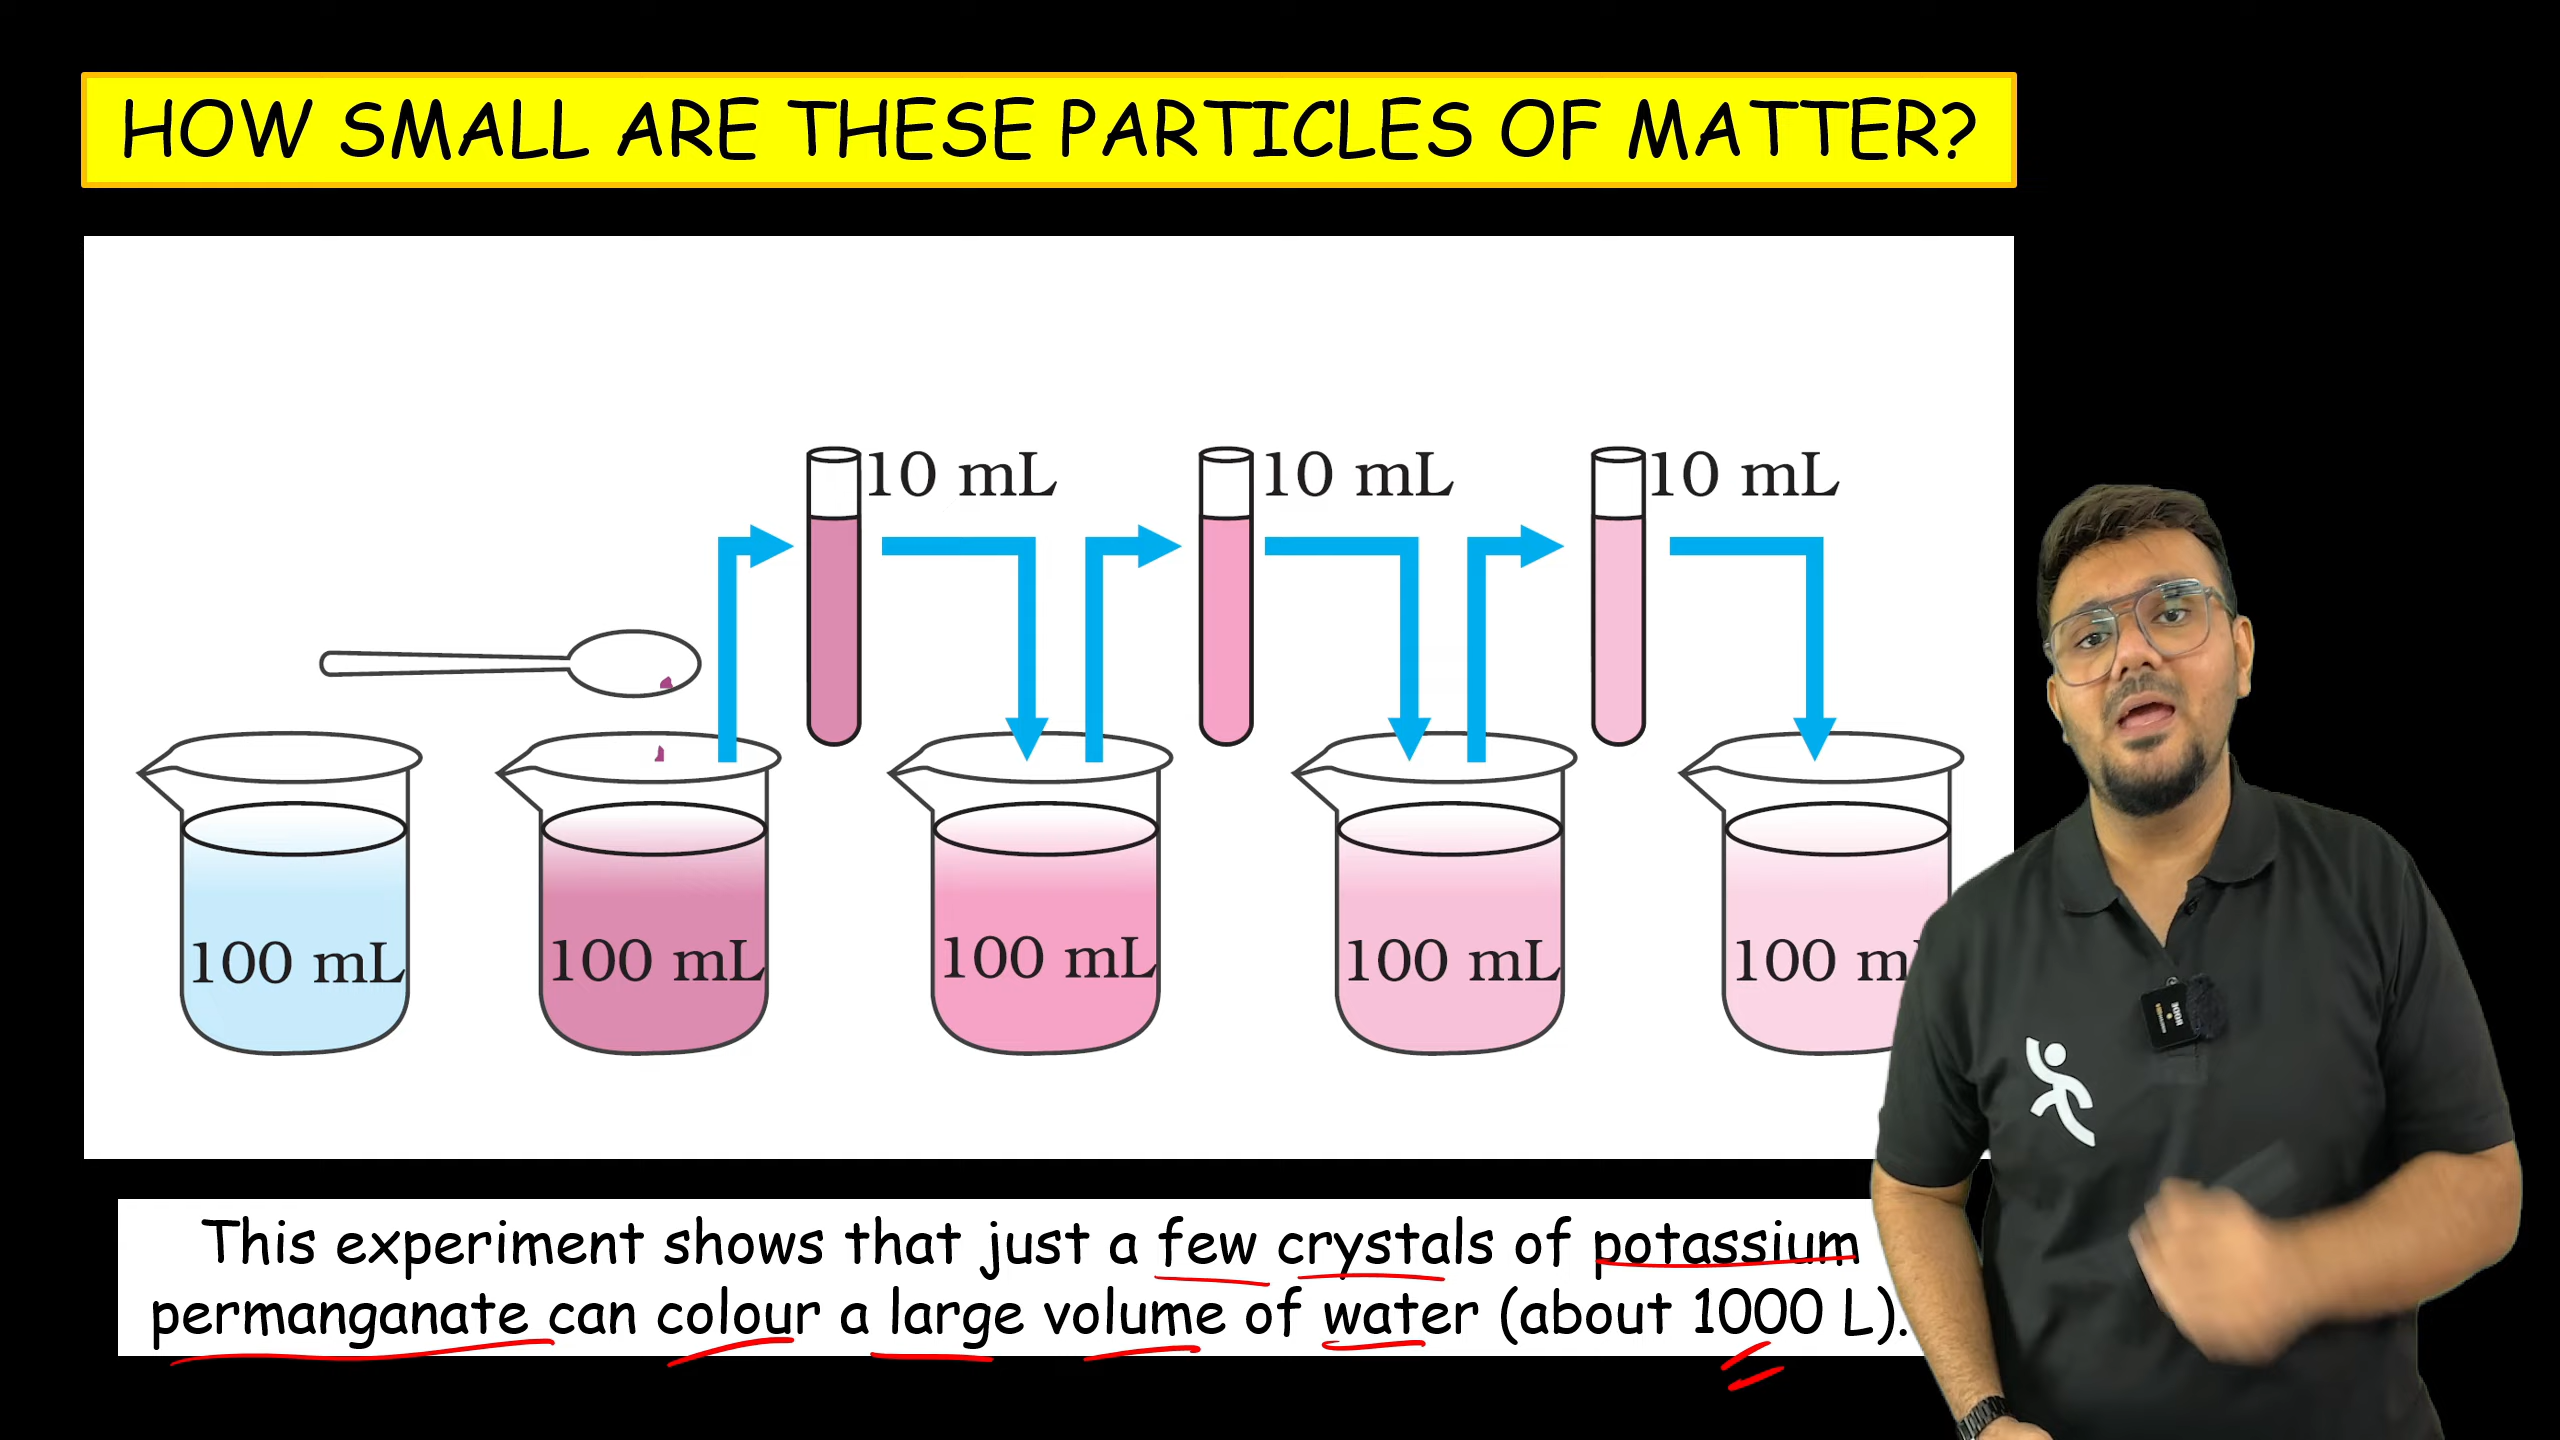 HOW SMALL ARE THESE PARTICLES OF MATTER?
10 mL 10 mL 10 mL
100 mL 100 mL 100 mL 100 mL 100 m
This experiment shows that just a few crystals of potassium
permanganate can colour a large volume of water (about 1000 L).